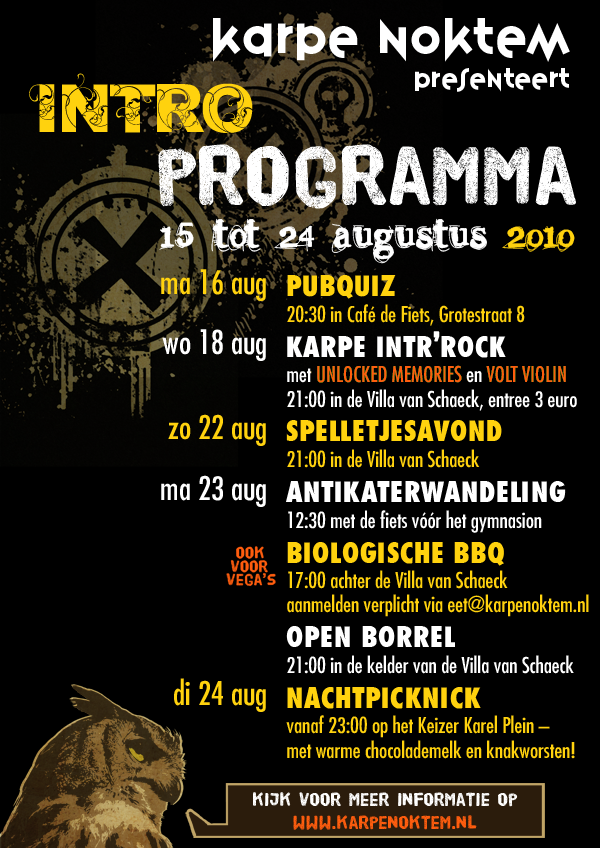 karpe Noktem
presenteert
INTRO
PROGRAMMA
15 tot 24 augustus 2010
ma 16 aug PUBQUIZ
20:30 in Café de Fiets, Grotestraat 8
wo 18 aug KARPE INTR'ROCK
met UNLOCKED MEMORIES en VOLT VIOLIN
21:00 in de Villa van Schaeck, entree 3 euro
zo 22 aug SPELLETJESAVOND
21:00 in de Villa van Schaeck
ma 23 aug ANTIKATERWANDELING
12:30 met de fiets vóór het gymnasion
OOK
VOOR
VEGA'S
BIOLOGISCHE BBQ
17:00 achter de Villa van Schaeck
aanmelden verplicht via eet@karpenoktem.nl
OPEN BORREL
21:00 in de kelder van de Villa van Schaeck
di 24 aug NACHTPICKNICK
vanaf 23:00 op het Keizer Karel Plein –
met warme chocolademelk en knakworsten!
KIJK VOOR MEER INFORMATIE OP
WWW.KARPENOKTEM.NL